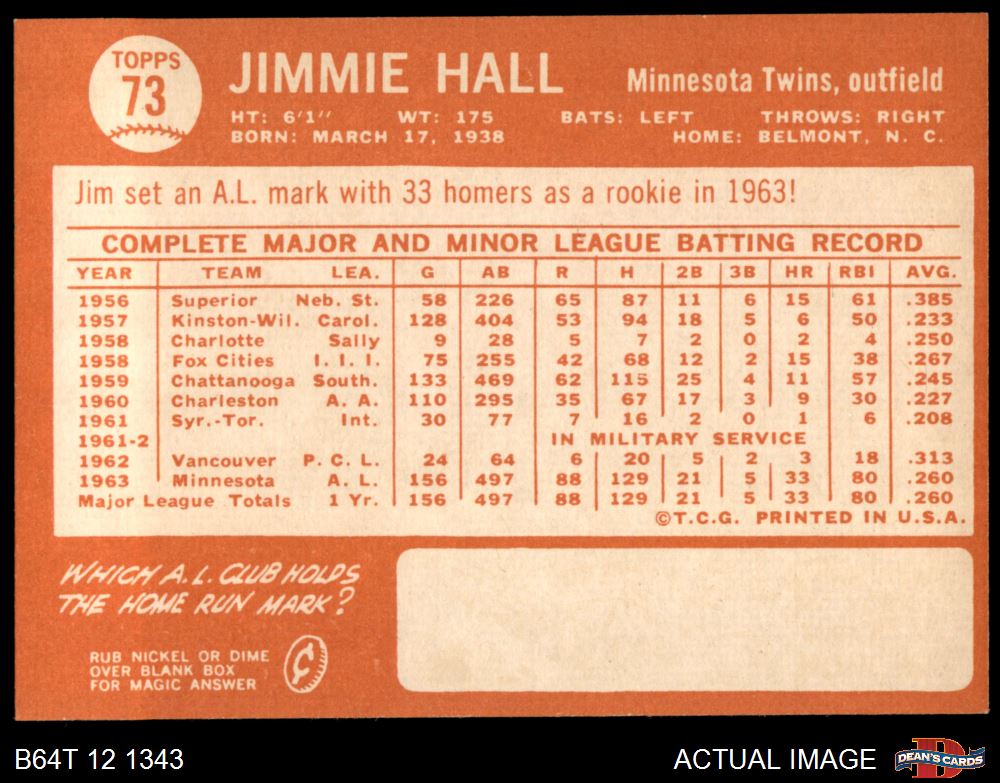 TOPPS
73
JIMMIE HALL
Minnesota Twins, outfield
HT: 6'1'' WT: 175 BATS: LEFT THROWS: RIGHT
BORN: MARCH 17, 1938 HOME: BELMONT, N. C.
Jim set an A.L. mark with 33 homers as a rookie in 1963!
COMPLETE MAJOR AND MINOR LEAGUE BATTING RECORD
YEAR TEAM LEA. G AB R H 2B 3B HR RBI AVG.
1956 Superior Neb. St. 58 226 65 87 11 6 15 61 .385
1957 Kinston-Wil. Carol. 128 404 53 94 18 5 6 50 .233
1958 Charlotte Sally 9 28 5 7 2 0 2 4 .250
1958 Fox Cities I. I. I. 75 255 42 68 12 2 15 38 .267
1959 Chattanooga South. 133 469 62 115 25 4 11 57 .245
1960 Charleston A. A. 110 295 35 67 17 3 9 30 .227
1961 Syr.-Tor. Int. 30 77 7 16 2 0 1 6 .208
1961-2 IN MILITARY SERVICE
1962 Vancouver P. C. L. 24 64 6 20 5 2 3 18 .313
1963 Minnesota A. L. 156 497 88 129 21 5 33 80 .260
Major League Totals 1 Yr. 156 497 88 129 21 5 33 80 .260
©T.C.G. PRINTED IN U.S.A.
WHICH A.L. CLUB HOLDS
THE HOME RUN MARK?
RUB NICKEL OR DIME
OVER BLANK BOX
FOR MAGIC ANSWER
¢
B64T 12 1343
ACTUAL IMAGE
D
DEAN'S CARDS